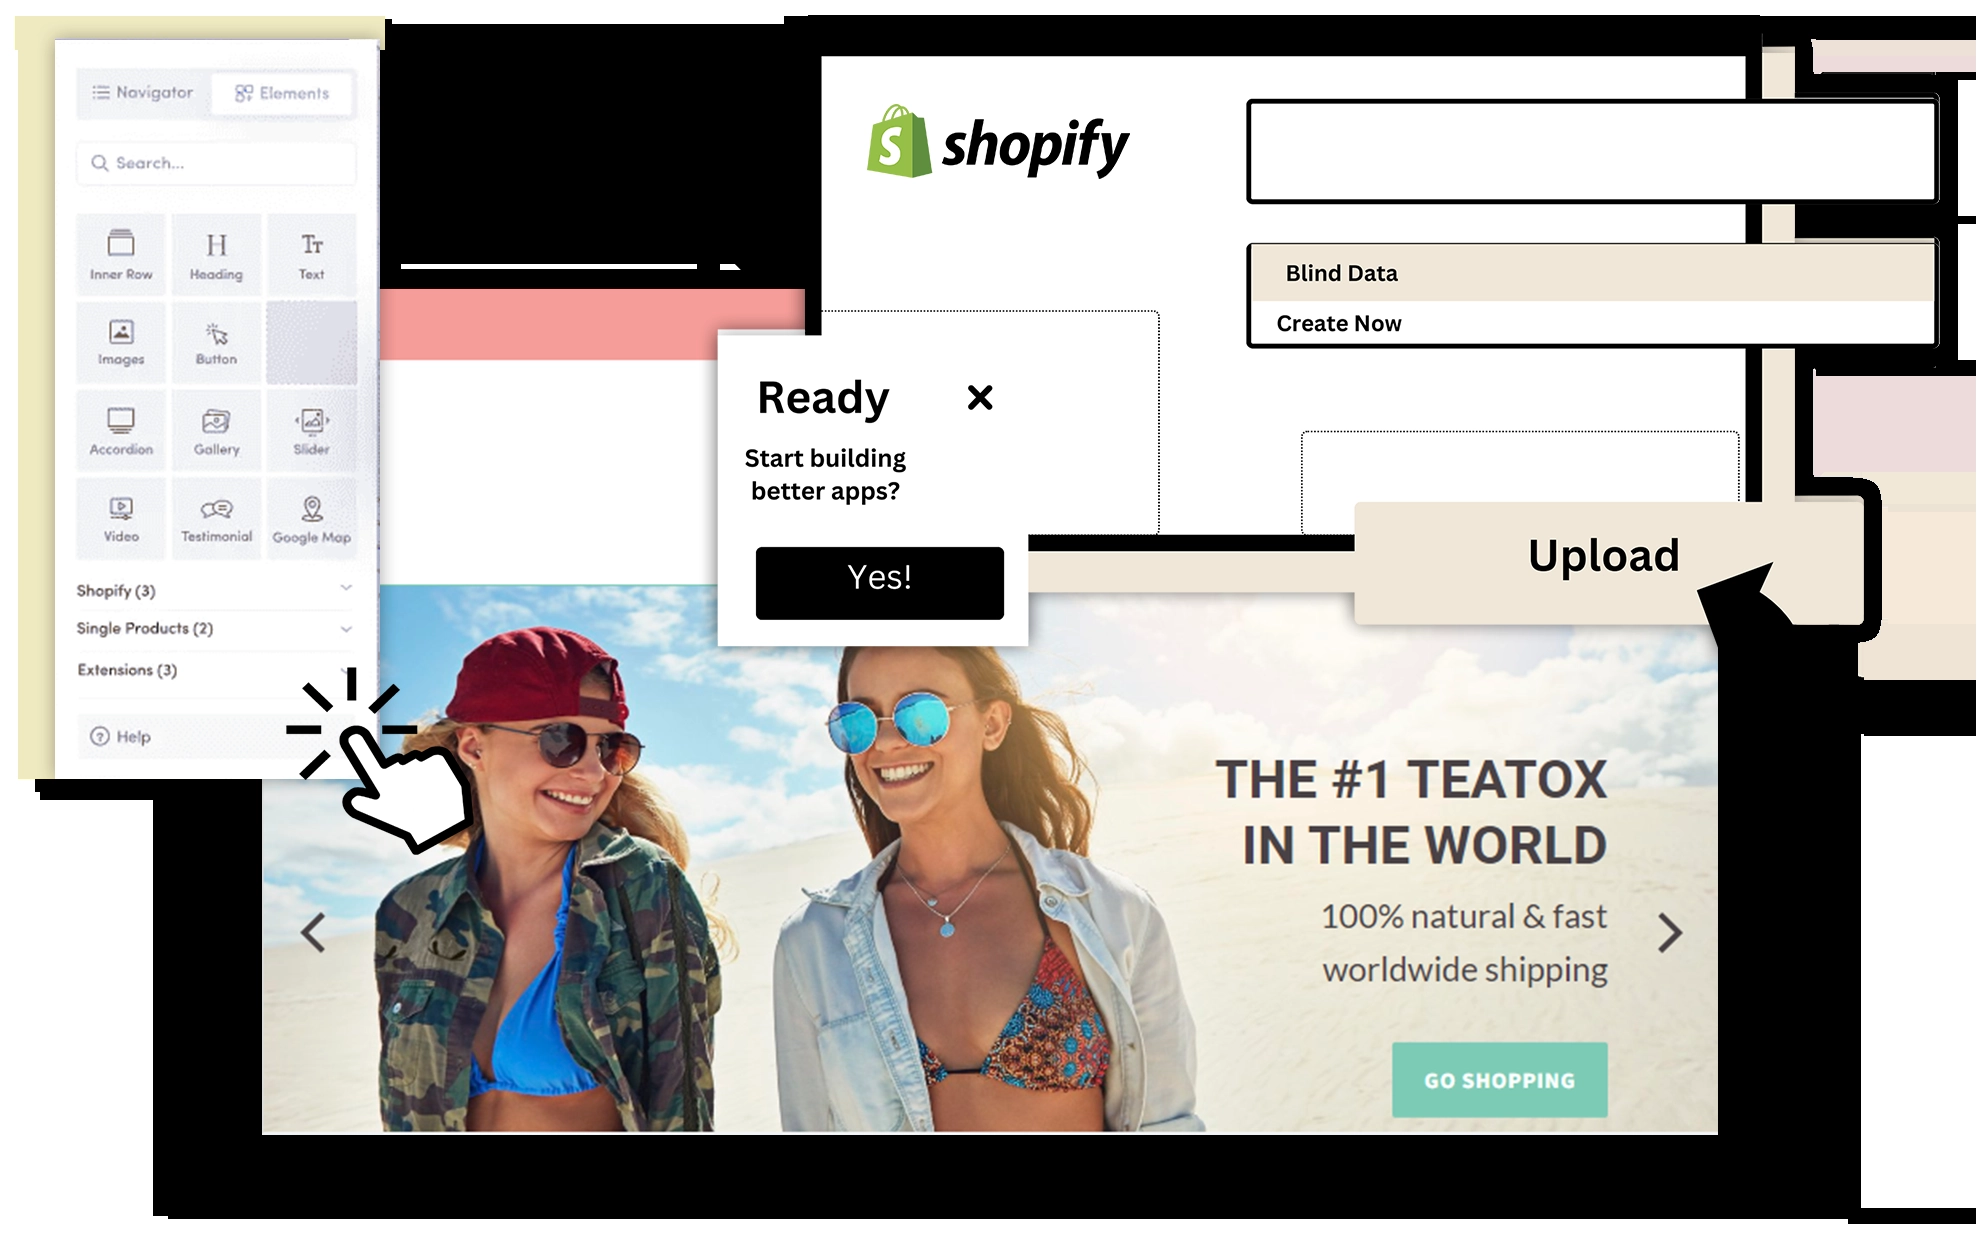 Navigator
Elements
Search...
Inner Row
Heading
Text
Images
Button
Accordion
Gallery
Slider
Video
Testimonial
Google Map
Shopify (3)
Single Products (2)
Extensions (3)
Help
S shopify
Blind Data
Create Now
Ready
Start building
better apps?
Yes!
Upload
THE #1 TEATOX
IN THE WORLD
100% natural & fast
worldwide shipping
GO SHOPPING